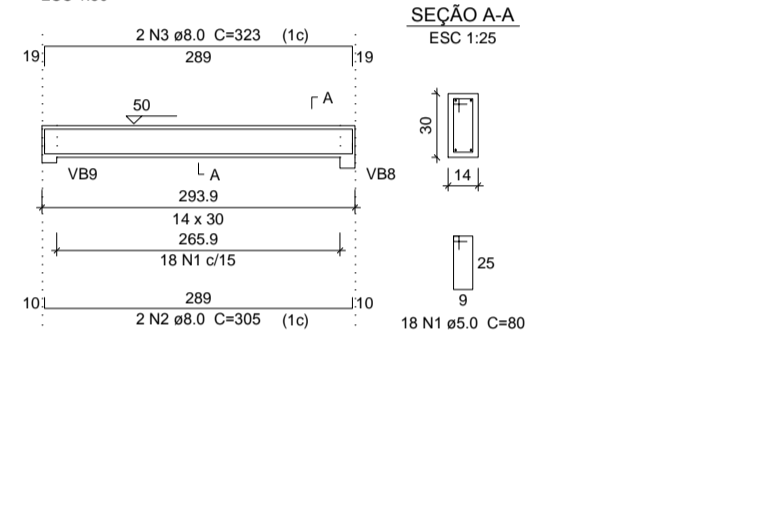 2 N3 ø8.0 C=323 (1c)
19 289 19
A
50
VB9 A VB8
293.9
14 x 30
265.9
18 N1 c/15
10 289 10
2 N2 ø8.0 C=305 (1c)
SEÇÃO A-A
ESC 1:25
30
14
25
9
18 N1 ø5.0 C=80